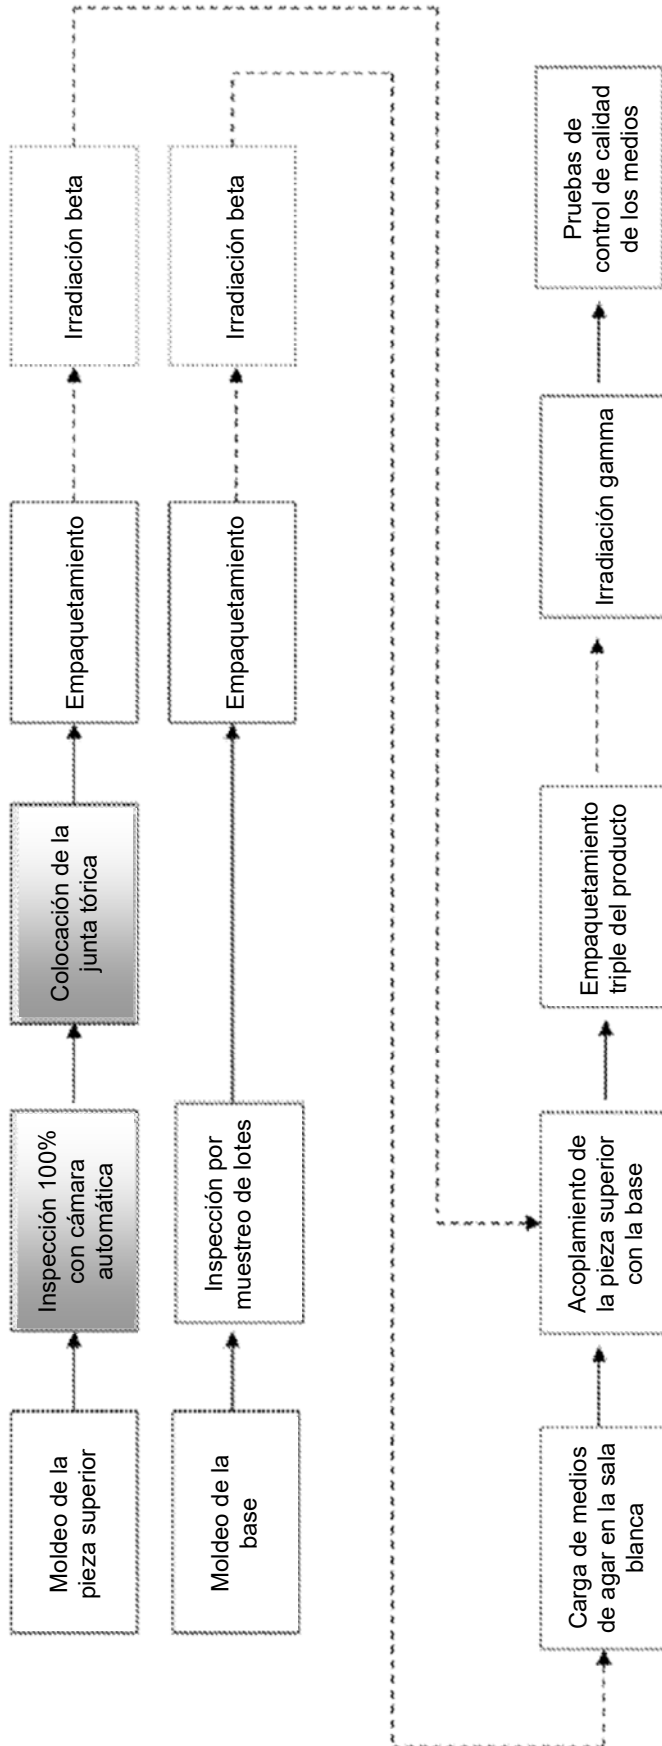 Moldeo de la
pieza superior
Inspección 100%
con cámara
automática
Colocación de la
junta tórica
Empaquetamiento
Irradiación beta
Moldeo de la
base
Inspección por
muestreo de lotes
Empaquetamiento
Irradiación beta
Carga de medios
de agar en la sala
blanca
Acoplamiento de
la pieza superior
con la base
Empaquetamiento
triple del producto
Irradiación gamma
Pruebas de
control de calidad
de los medios